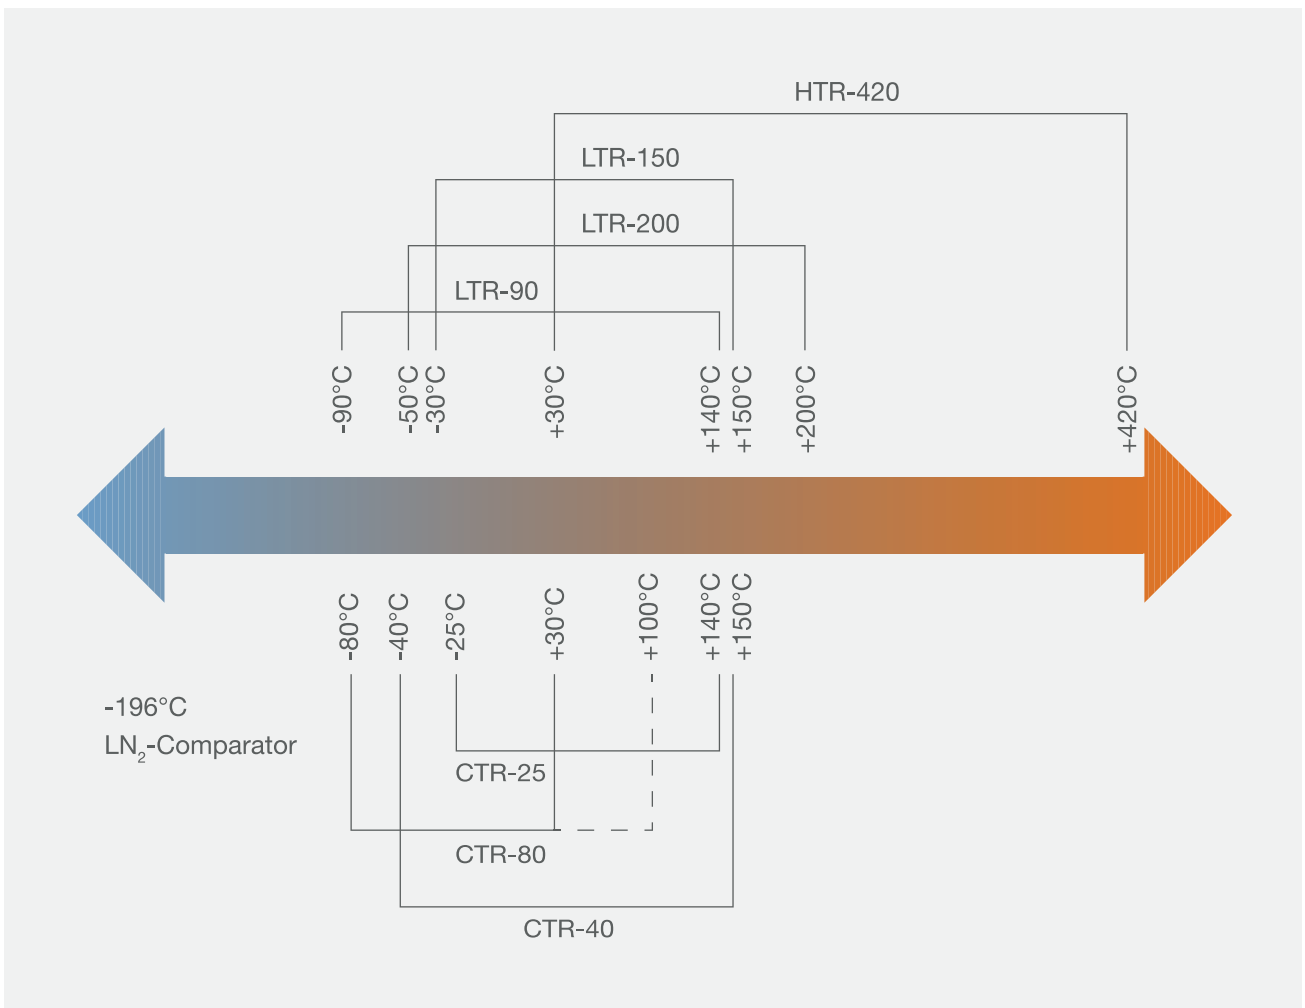 HTR-420
LTR-150
LTR-200
LTR-90
-90°C
-50°C
-30°C
+30°C
+140°C
+150°C
+200°C
+420°C
-80°C
-40°C
-25°C
+30°C
+100°C
+140°C
+150°C
-196°C
LN₂-Comparator
CTR-25
CTR-80
CTR-40